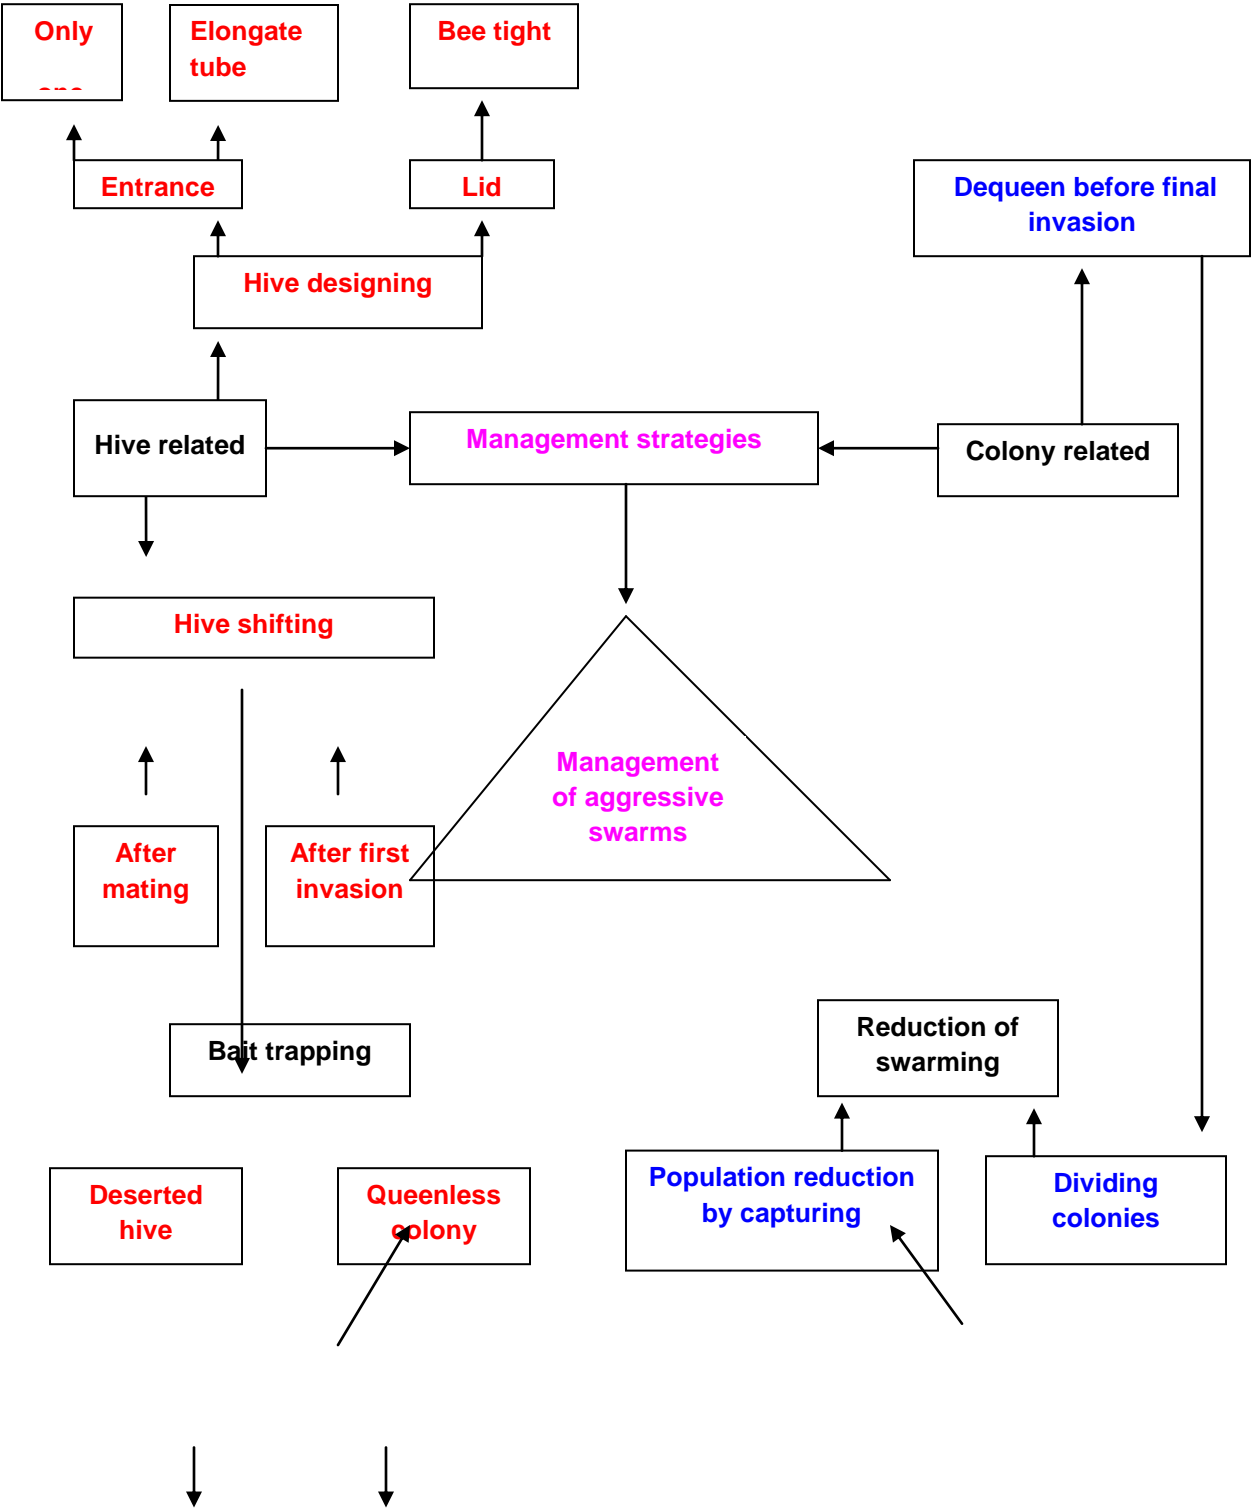 Only
Elongate
tube
Bee tight
Entrance
Lid
Dequeen before final
invasion
Hive designing
Hive related
Management strategies
Colony related
Hive shifting
Management
of aggressive
swarms
After
mating
After first
invasion
Bait trapping
Reduction of
swarming
Deserted
hive
Queenless
colony
Population reduction
by capturing
Dividing
colonies